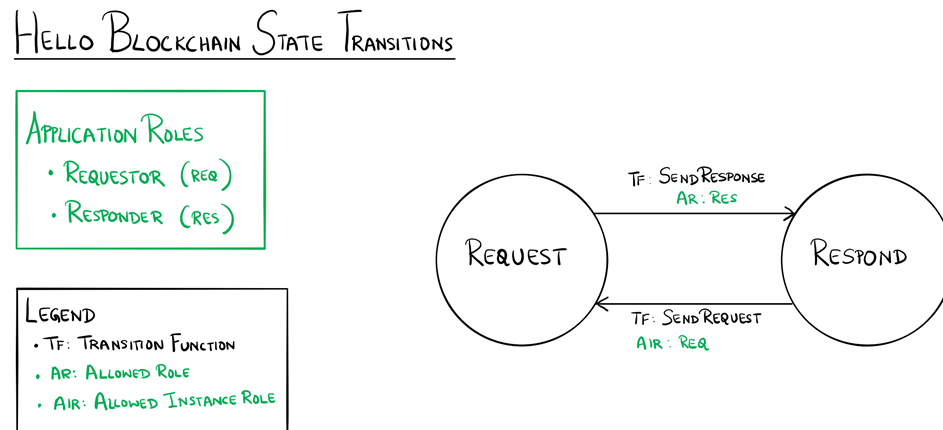 HELLO BLOCKCHAIN STATE TRANSITIONS
APPLICATION ROLES
• REQUESTOR (REQ)
• RESPONDER (RES)
LEGEND
• TF: TRANSITION FUNCTION
• AR: ALLOWED ROLE
• AIR: ALLOWED INSTANCE ROLE
TF: SENDRESPONSE
AR: RES
REQUEST
RESPOND
TF: SENDREQUEST
AIR: REQ